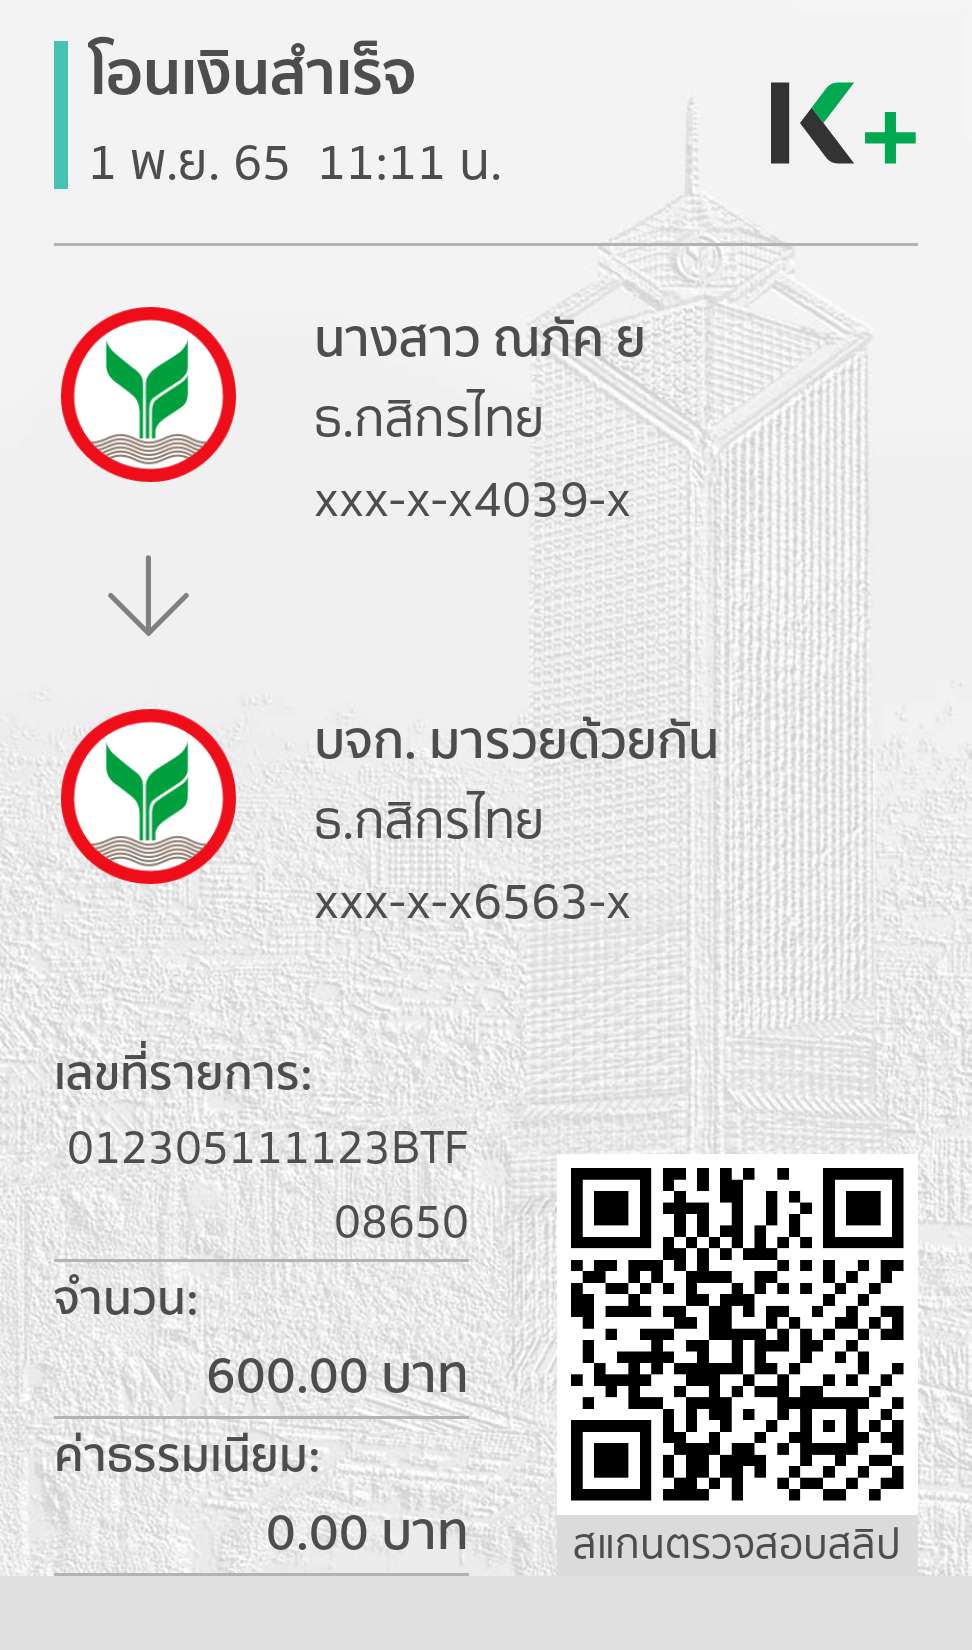 โอนเงินสำเร็จ
1 พ.ย. 65 11:11 น.
K+
นางสาว ณภัค ย
ธ.กสิกรไทย
xxx-x-x4039-x
บจก. มารวยด้วยกัน
ธ.กสิกรไทย
xxx-x-x6563-x
เลขที่รายการ:
012305111123BTF
08650
จำนวน:
600.00 บาท
ค่าธรรมเนียม:
0.00 บาท
สแกนตรวจสอบสลิป